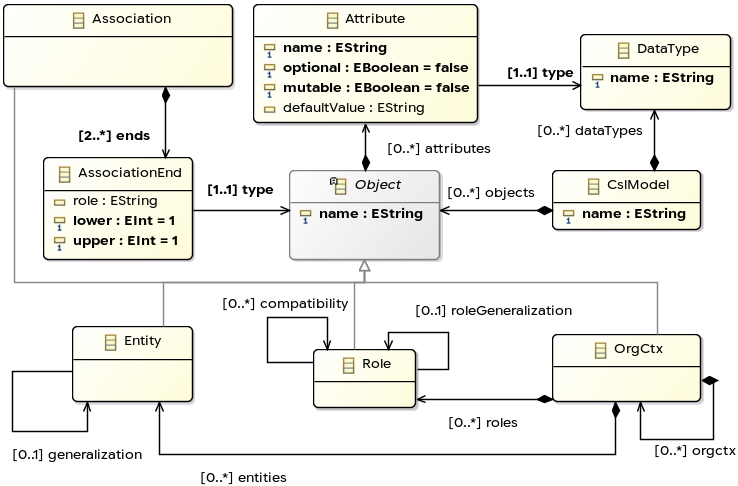 Association
Attribute
name : EString
optional : EBoolean = false
mutable : EBoolean = false
defaultValue : EString
[1..1] type
DataType
name : EString
[2..*] ends
[0..*] attributes
[0..*] dataTypes
AssociationEnd
role : EString
lower : EInt = 1
upper : EInt = 1
[1..1] type
Object
name : EString
[0..*] objects
CslModel
name : EString
[0..*] compatibility
[0..1] roleGeneralization
Entity
Role
OrgCtx
[0..*] roles
[0..1] generalization
[0..*] orgctx
[0..*] entities